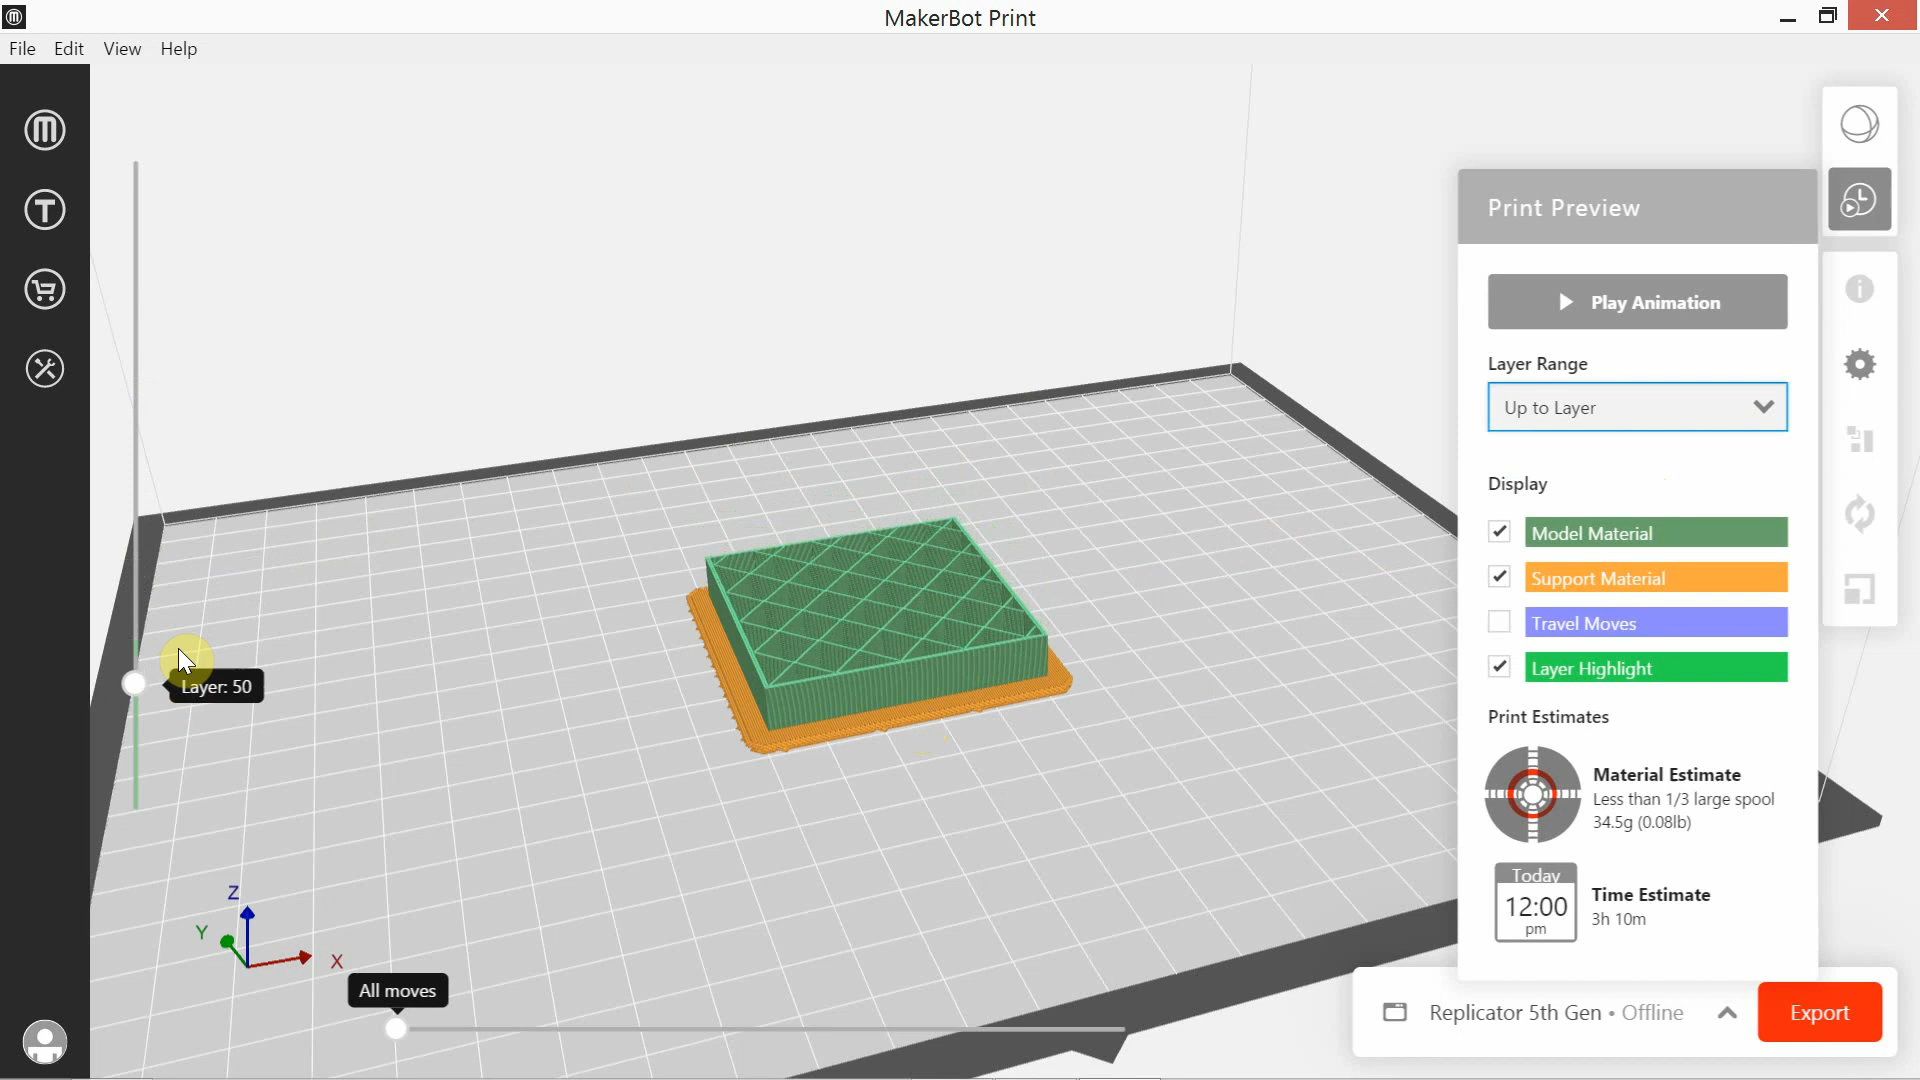 MakerBot Print
File Edit View Help
T
Print Preview
Play Animation
Layer Range
Up to Layer
Display
Model Material
Support Material
Travel Moves
Layer Highlight
Print Estimates
Material Estimate
Less than 1/3 large spool
34.5g (0.08lb)
Today
12:00
pm
Time Estimate
3h 10m
Layer: 50
Z
Y
X
All moves
Replicator 5th Gen • Offline
Export